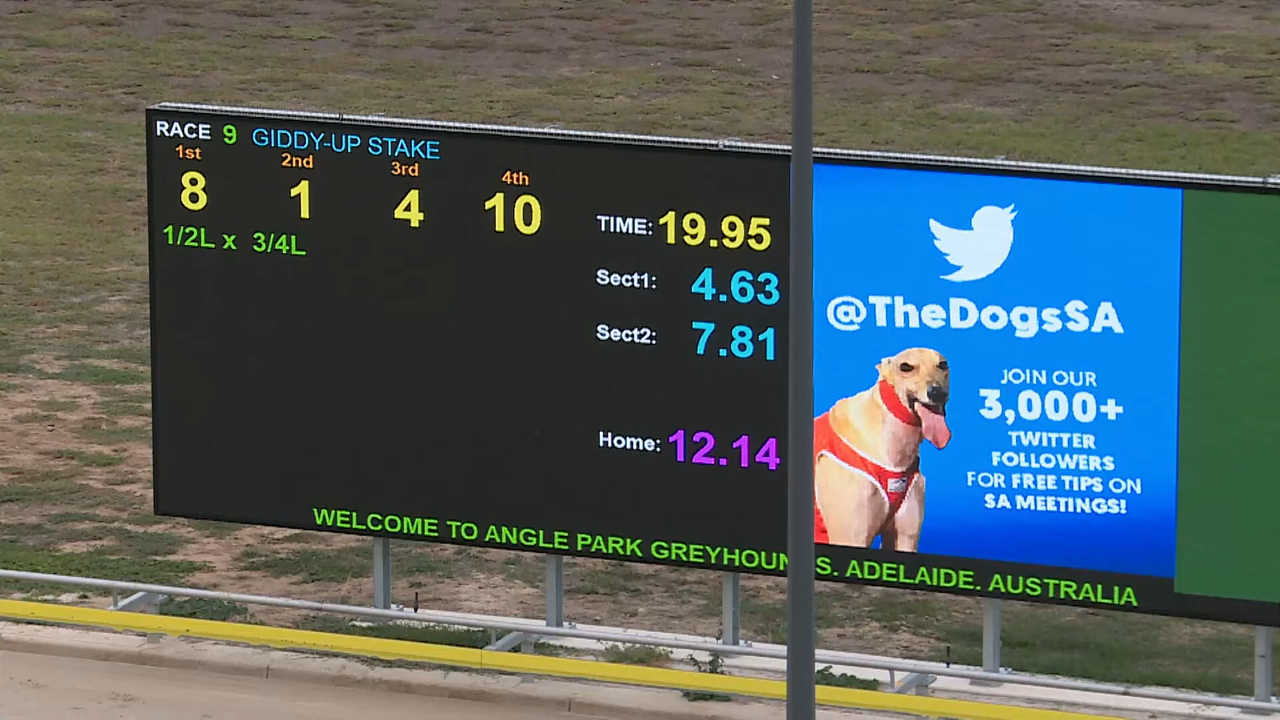 RACE 9 GIDDY-UP STAKE
1st 2nd 3rd 4th
8 1 4 10
1/2L x 3/4L
TIME: 19.95
Sect1: 4.63
Sect2: 7.81
Home: 12.14
@TheDogsSA
JOIN OUR
3,000+
TWITTER
FOLLOWERS
FOR FREE TIPS ON
SA MEETINGS!
WELCOME TO ANGLE PARK GREYHOUN S. ADELAIDE. AUSTRALIA